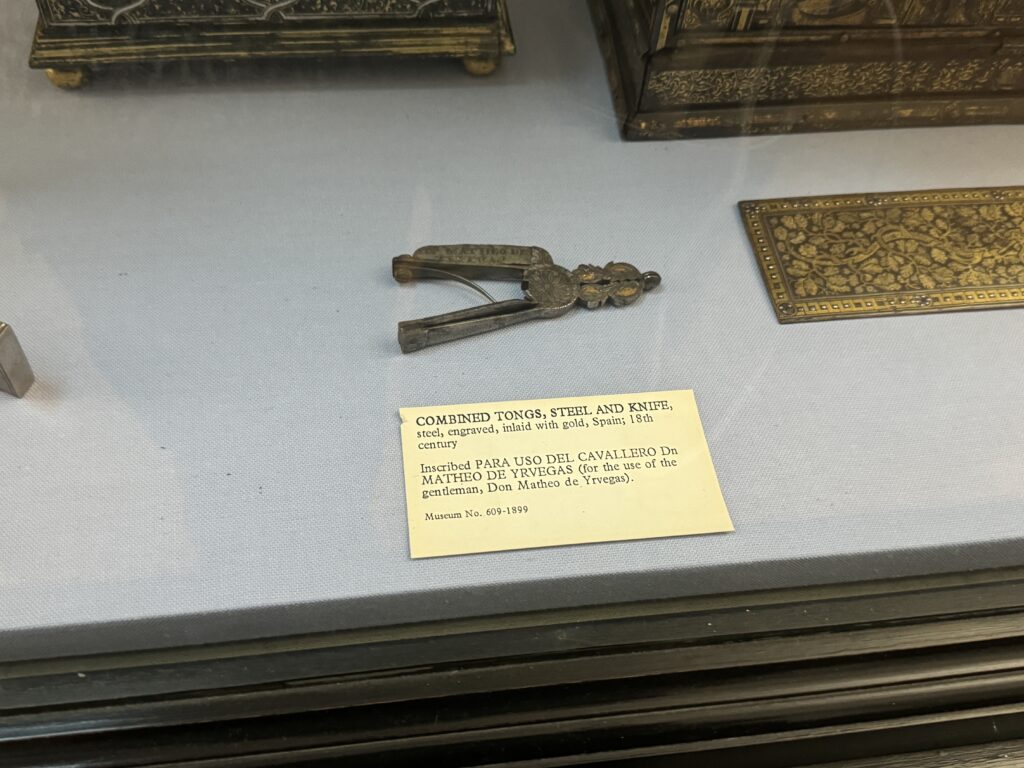 COMBINED TONGS, STEEL AND KNIFE,
steel, engraved, inlaid with gold, Spain; 18th
century
Inscribed PARA USO DEL CAVALLERO Dn
MATHEO DE YRVEGAS (for the use of the
gentleman, Don Matheo de Yrvegas).
Museum No. 609-1899